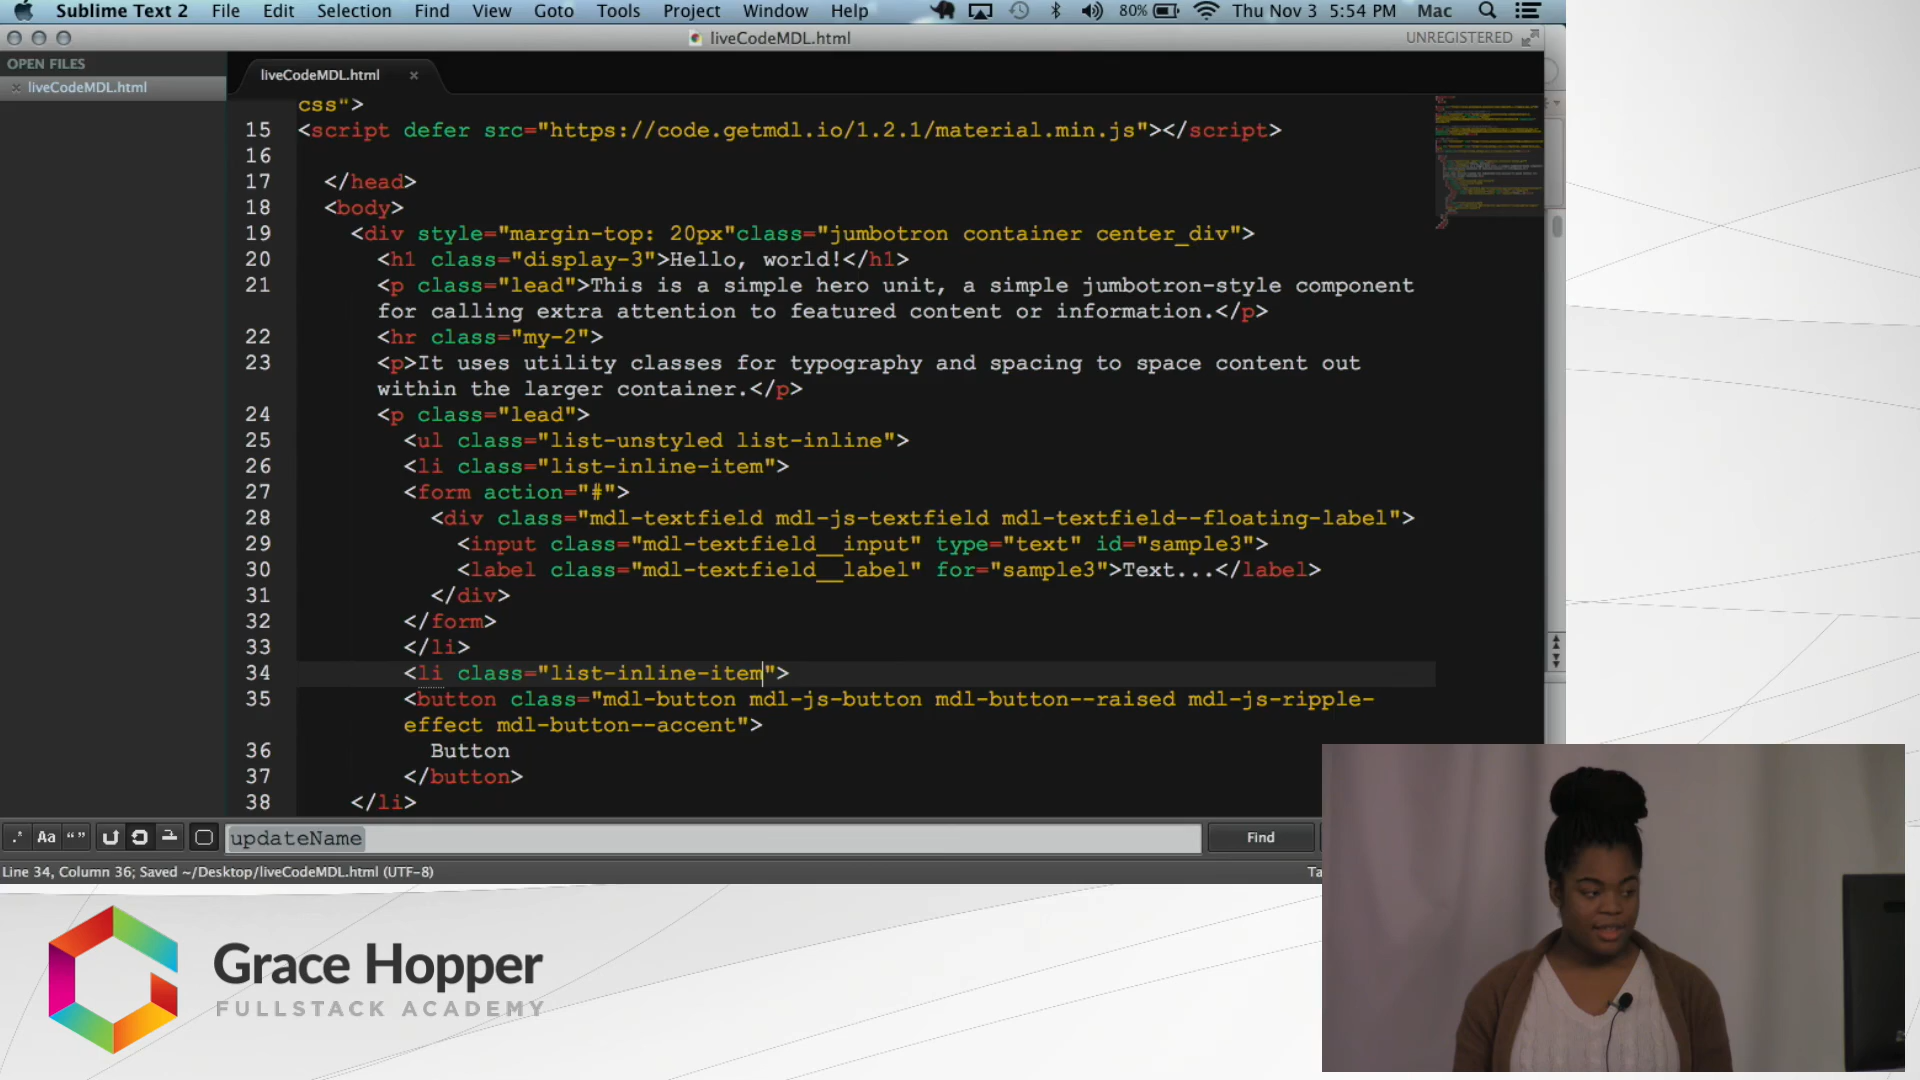 Sublime Text 2 File Edit Selection Find View Goto Tools Project Window Help 80% Thu Nov 3 5:54 PM Mac
liveCodeMDL.html UNREGISTERED
OPEN FILES
liveCodeMDL.html
liveCodeMDL.html
css">
15 <script defer src="https://code.getmdl.io/1.2.1/material.min.js"></script>
16
17 </head>
18 <body>
19 <div style="margin-top: 20px"class="jumbotron container center_div">
20 <h1 class="display-3">Hello, world!</h1>
21 <p class="lead">This is a simple hero unit, a simple jumbotron-style component
for calling extra attention to featured content or information.</p>
22 <hr class="my-2">
23 <p>It uses utility classes for typography and spacing to space content out
within the larger container.</p>
24 <p class="lead">
25 <ul class="list-unstyled list-inline">
26 <li class="list-inline-item">
27 <form action="#">
28 <div class="mdl-textfield mdl-js-textfield mdl-textfield--floating-label">
29 <input class="mdl-textfield__input" type="text" id="sample3">
30 <label class="mdl-textfield__label" for="sample3">Text...</label>
31 </div>
32 </form>
33 </li>
34 <li class="list-inline-item">
35 <button class="mdl-button mdl-js-button mdl-button--raised mdl-js-ripple-
effect mdl-button--accent">
36 Button
37 </button>
38 </li>
.* Aa “” updateName Find
Line 34, Column 36; Saved ~/Desktop/liveCodeMDL.html (UTF-8) Ta
Grace Hopper
FULLSTACK ACADEMY